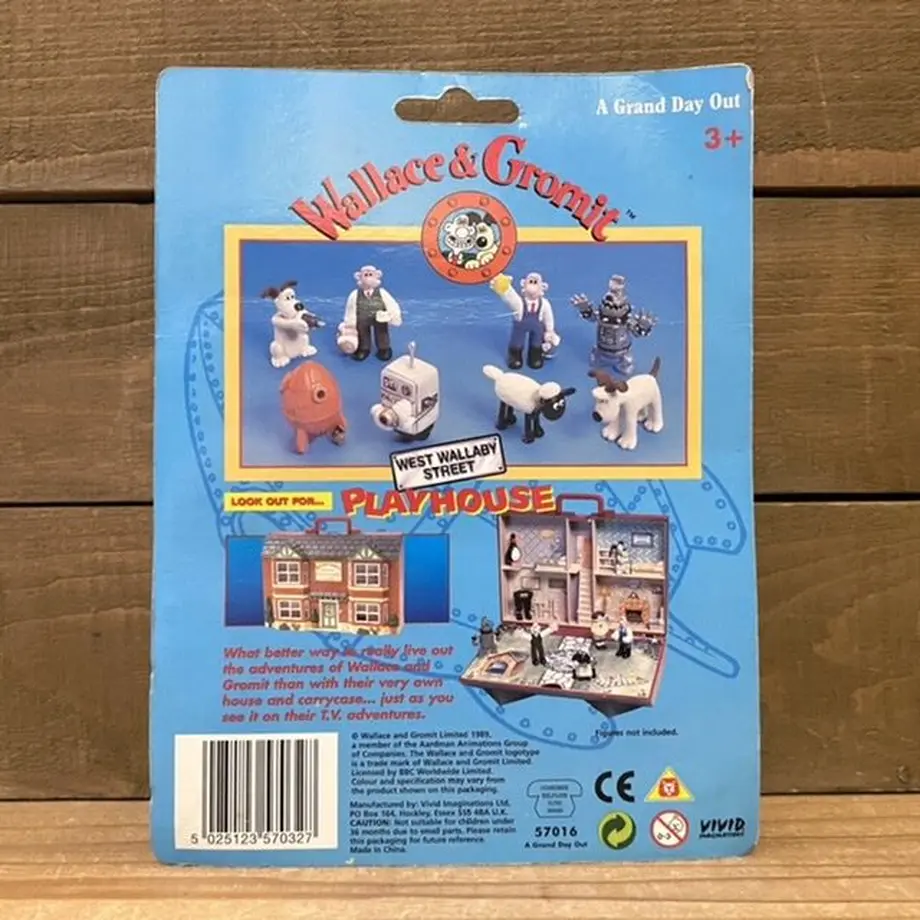 A Grand Day Out
3+
Wallace & Gromit™
WEST WALLABY
STREET
LOOK OUT FOR...
PLAYHOUSE
What better way to really live out
the adventures of Wallace and
Gromit than with their very own
house and carrycase... just as you
see it on their T.V. adventures.
Figures not included.
© Wallace and Gromit Limited 1989,
a member of the Aardman Animations Group
of Companies. The Wallace and Gromit logotype
is a trade mark of Wallace and Gromit Limited.
Licensed by BBC Worldwide Limited.
Colour and specification may vary from
the product shown on this packaging.
Manufactured by: Vivid Imaginations Ltd,
PO Box 164, Hockley, Essex SS5 4BA U.K.
CAUTION: Not suitable for children under
36 months due to small parts. Please retain
this packaging for future reference.
Made in China.
5 025123 570327
57016
A Grand Day Out
CE
0-3
VIVID
IMAGINATIONS